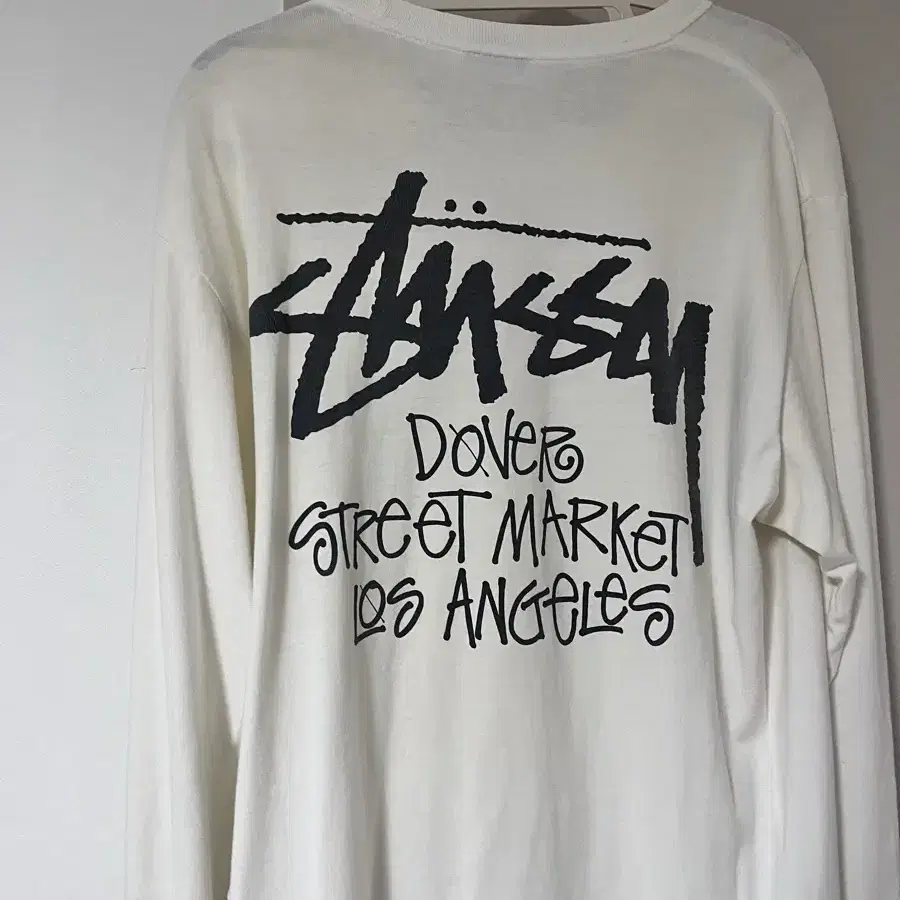 Stüssy
DOVER
STREET MARKET
LOS ANGELES